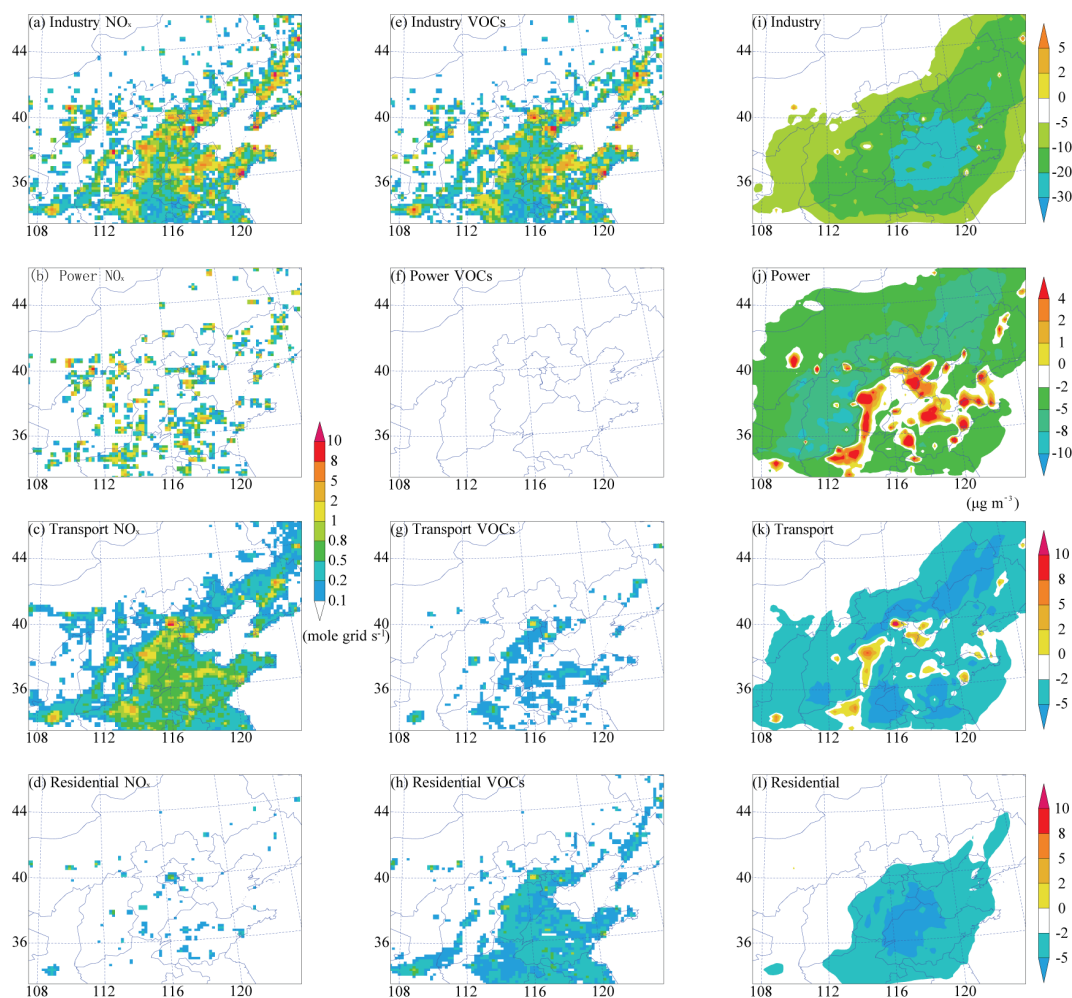 (a) Industry NOₓ
44
40
36
108 112 116 120
(e) Industry VOCs
44
40
36
108 112 116 120
(i) Industry
44
40
36
108 112 116 120
5
2
0
-5
-10
-20
-30
(b) Power NOₓ
44
40
36
108 112 116 120
(f) Power VOCs
44
40
36
108 112 116 120
(j) Power
44
40
36
108 112 116 120
4
2
1
0
-2
-5
-8
-10
(μg m⁻³)
10
8
5
2
1
0.8
0.5
0.2
0.1
(mole grid s⁻¹)
(c) Transport NOₓ
44
40
36
108 112 116 120
(g) Transport VOCs
44
40
36
108 112 116 120
(k) Transport
44
40
36
108 112 116 120
10
8
5
2
0
-2
-5
(d) Residential NOₓ
44
40
36
108 112 116 120
(h) Residential VOCs
44
40
36
108 112 116 120
(l) Residential
44
40
36
108 112 116 120
10
8
5
2
0
-2
-5